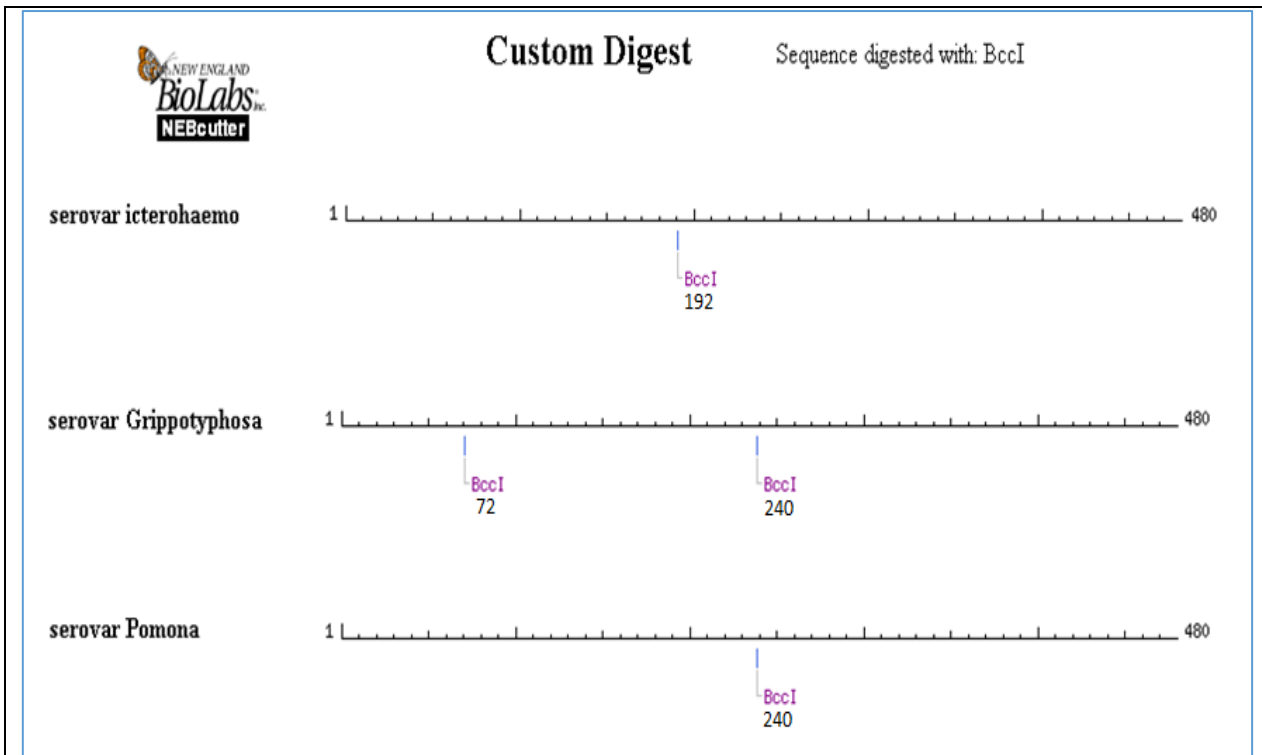 NEW ENGLAND
BioLabs Inc.
NEBcutter
Custom Digest
Sequence digested with: BccI
serovar icterohaemo
1
480
BccI
192
serovar Grippotyphosa
1
480
BccI
72
BccI
240
serovar Pomona
1
480
BccI
240